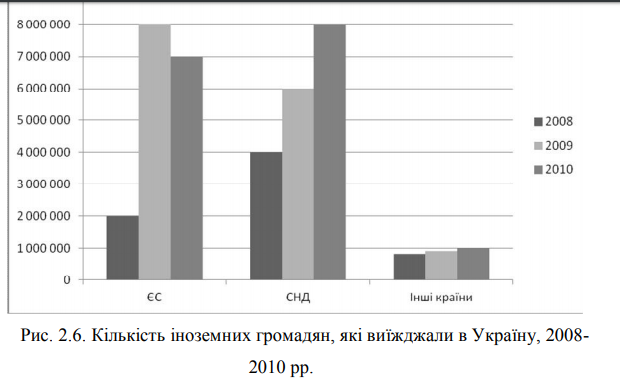 8 000 000
7 000 000
6 000 000
5 000 000
4 000 000
3 000 000
2 000 000
1 000 000
0
ЄС СНД Інші країни
2008
2009
2010
Рис. 2.6. Кількість іноземних громадян, які виїжджали в Україну, 2008-
2010 рр.